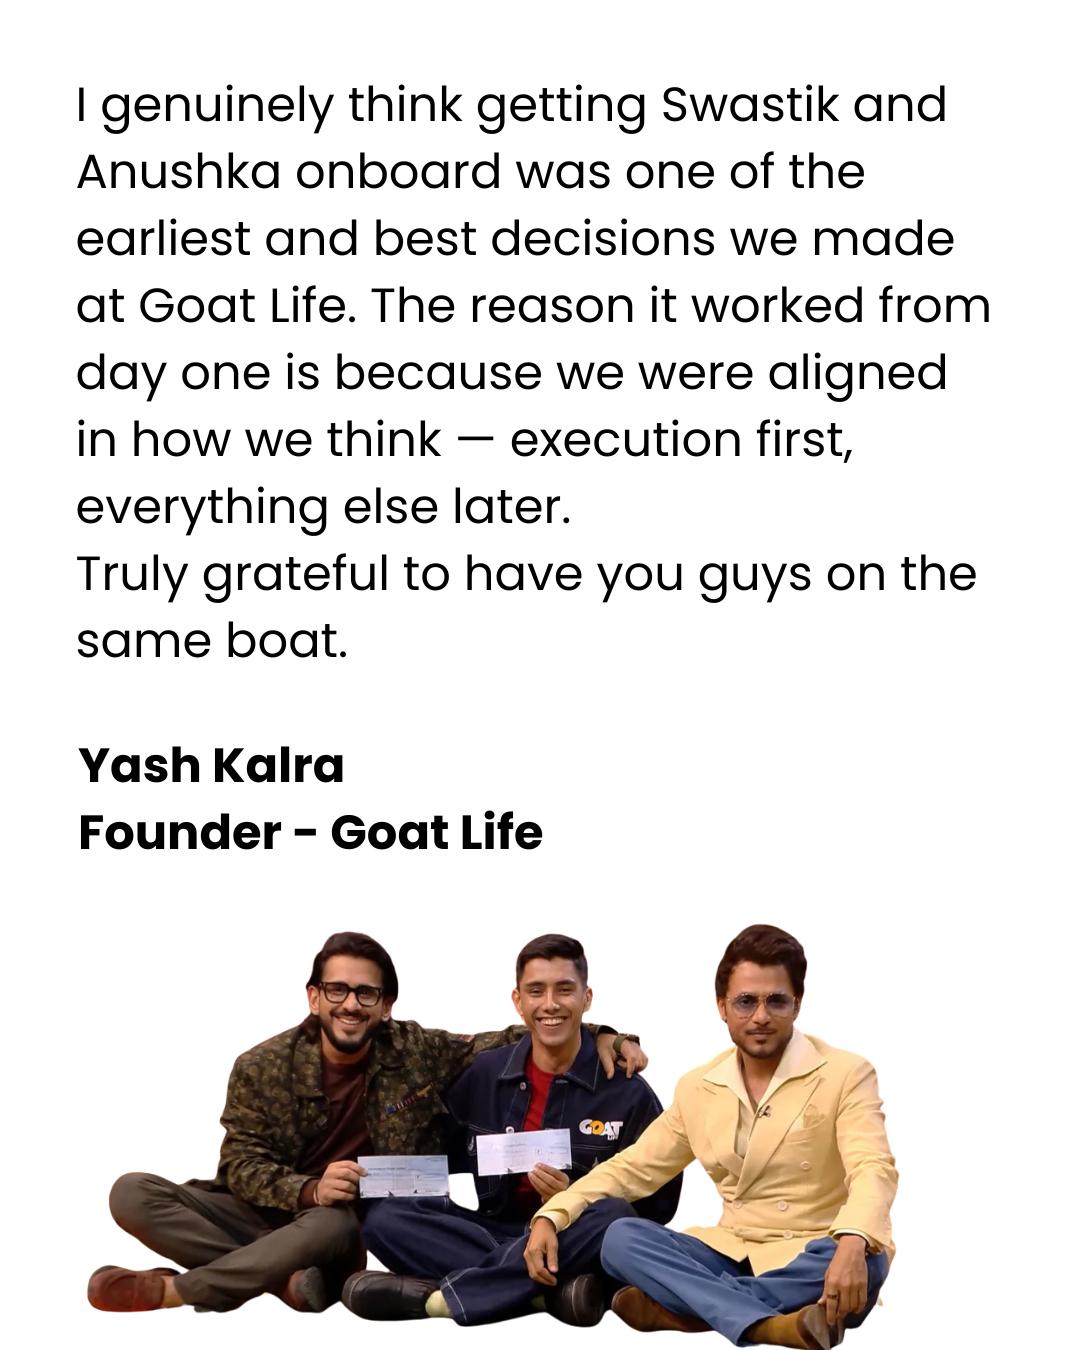 I genuinely think getting Swastik and
Anushka onboard was one of the
earliest and best decisions we made
at Goat Life. The reason it worked from
day one is because we were aligned
in how we think — execution first,
everything else later.
Truly grateful to have you guys on the
same boat.
Yash Kalra
Founder - Goat Life
GOAT
LIFE